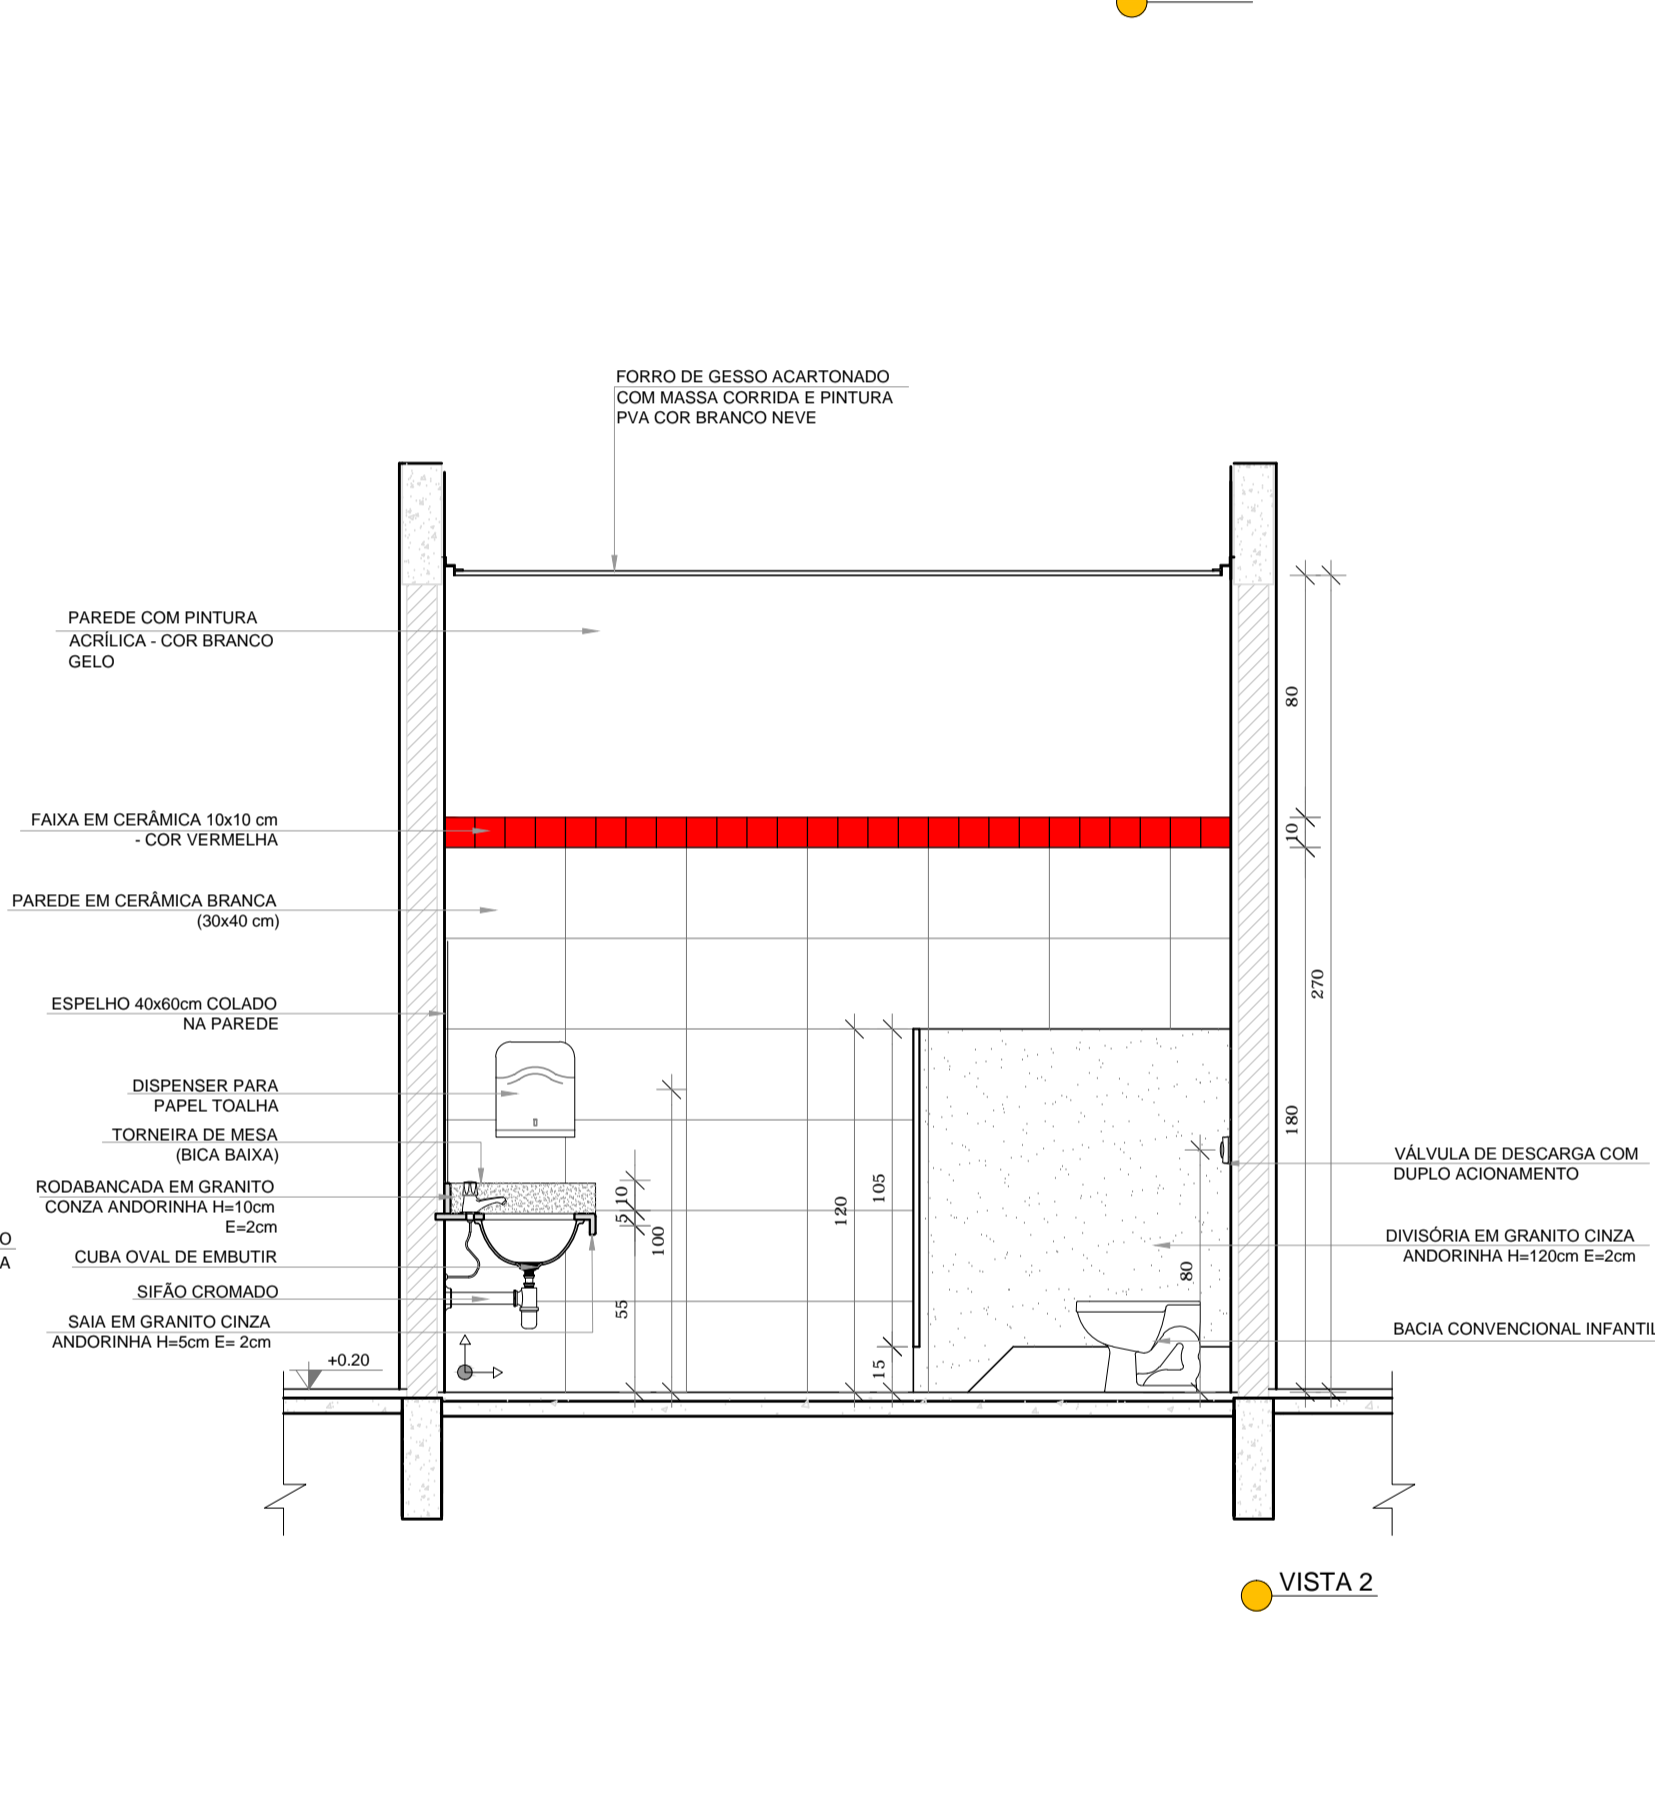 FORRO DE GESSO ACARTONADO
COM MASSA CORRIDA E PINTURA
PVA COR BRANCO NEVE
PAREDE COM PINTURA
ACRÍLICA - COR BRANCO
GELO
80
FAIXA EM CERÂMICA 10x10 cm
- COR VERMELHA
10
PAREDE EM CERÂMICA BRANCA
(30x40 cm)
270
ESPELHO 40x60cm COLADO
NA PAREDE
DISPENSER PARA
PAPEL TOALHA
180
TORNEIRA DE MESA
(BICA BAIXA)
VÁLVULA DE DESCARGA COM
DUPLO ACIONAMENTO
RODABANCADA EM GRANITO
CONZA ANDORINHA H=10cm
E=2cm
10
5
100
120
105
DIVISÓRIA EM GRANITO CINZA
ANDORINHA H=120cm E=2cm
O
A
CUBA OVAL DE EMBUTIR
80
SIFÃO CROMADO
55
SAIA EM GRANITO CINZA
ANDORINHA H=5cm E= 2cm
BACIA CONVENCIONAL INFANTIL
+0.20
15
VISTA 2